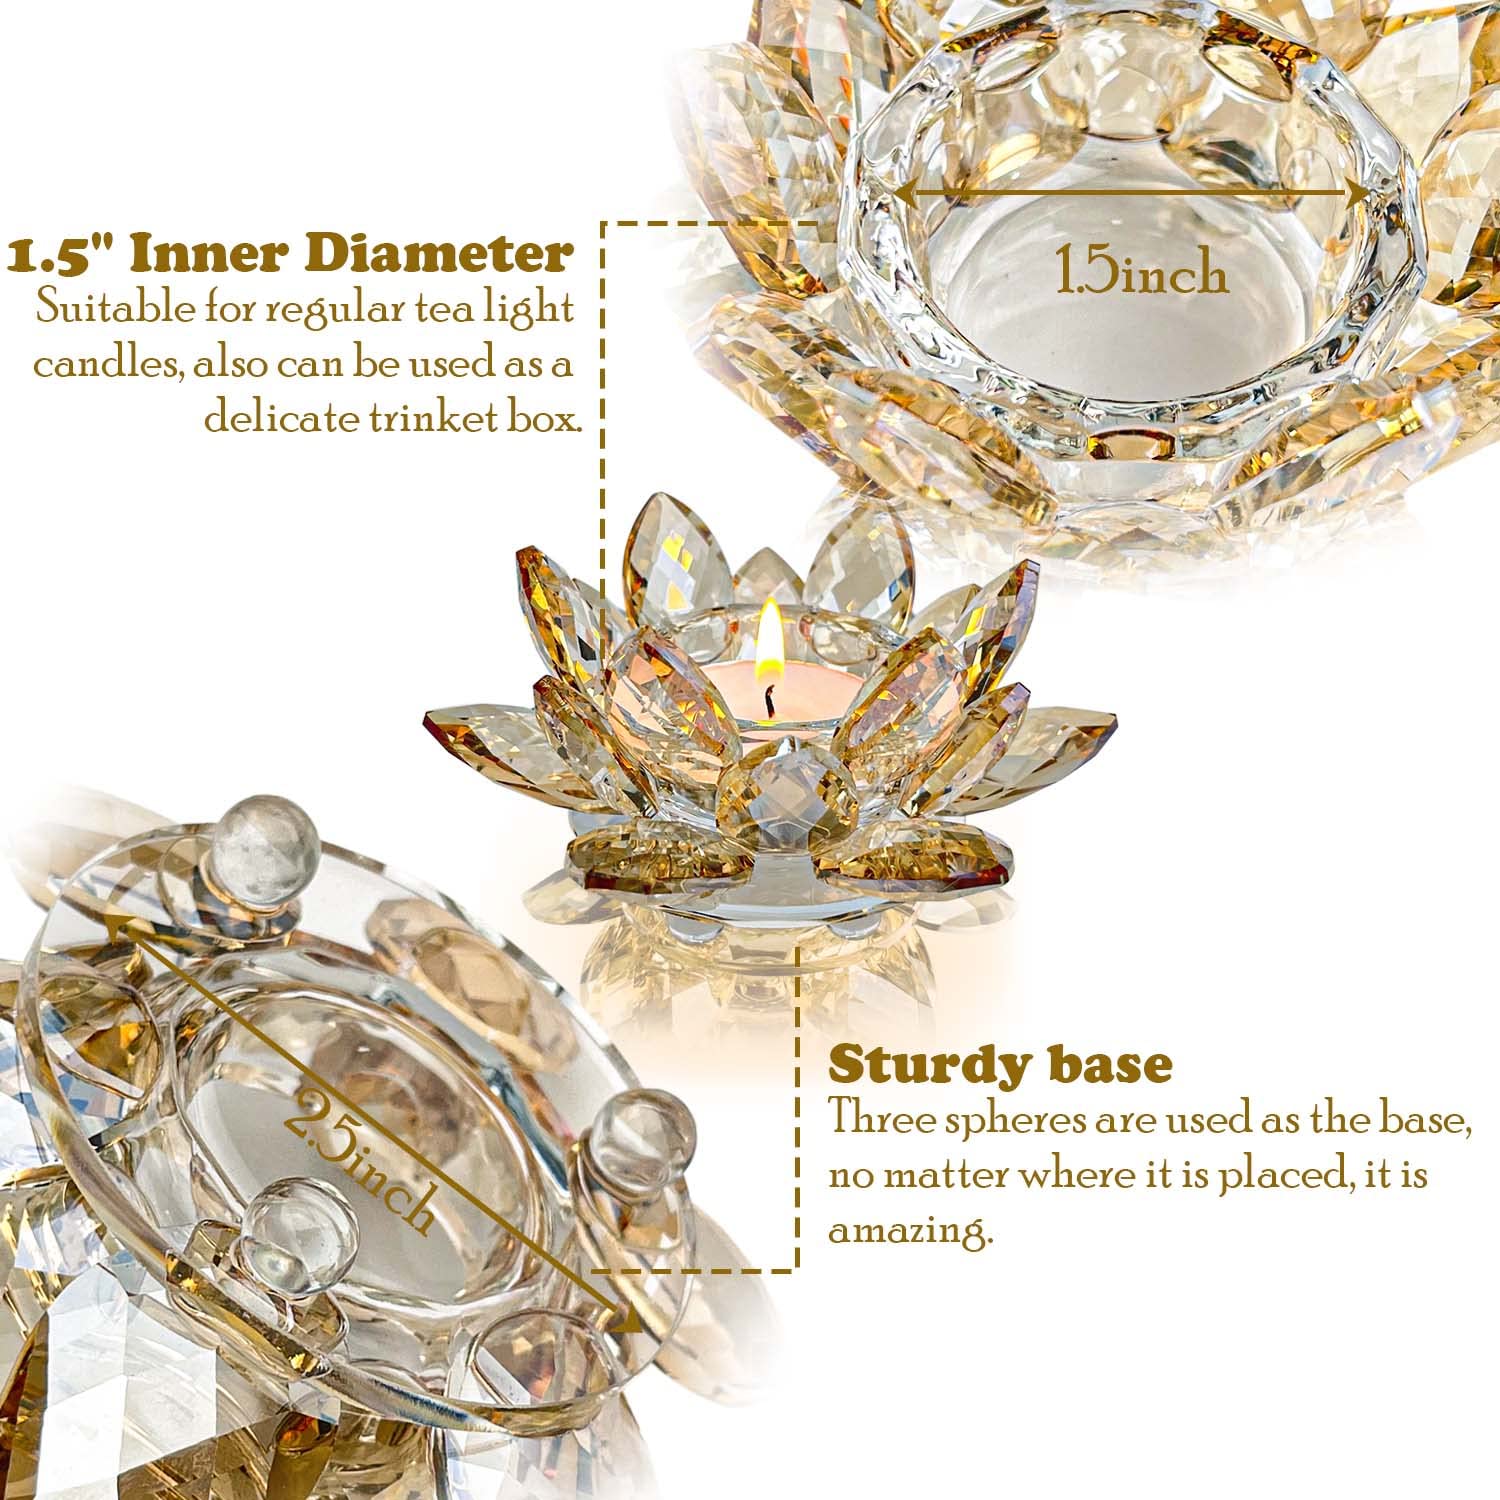 1.5" Inner Diameter
Suitable for regular tea light
candles, also can be used as a
delicate trinket box.
1.5inch
2.5inch
Sturdy base
Three spheres are used as the base,
no matter where it is placed, it is
amazing.